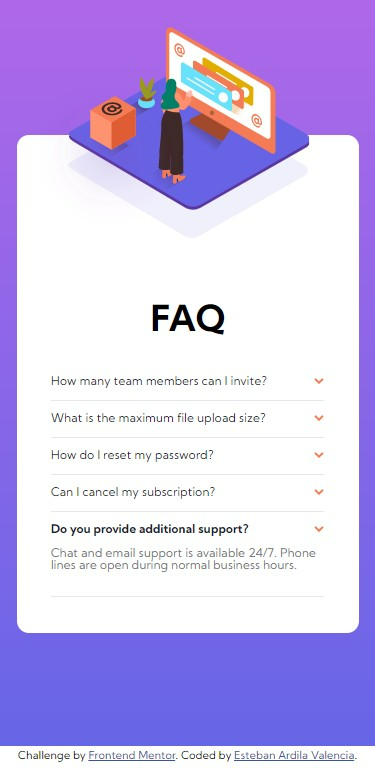 @
@
@
FAQ
How many team members can I invite?
What is the maximum file upload size?
How do I reset my password?
Can I cancel my subscription?
Do you provide additional support?
Chat and email support is available 24/7. Phone
lines are open during normal business hours.
Challenge by Frontend Mentor. Coded by Esteban Ardila Valencia.